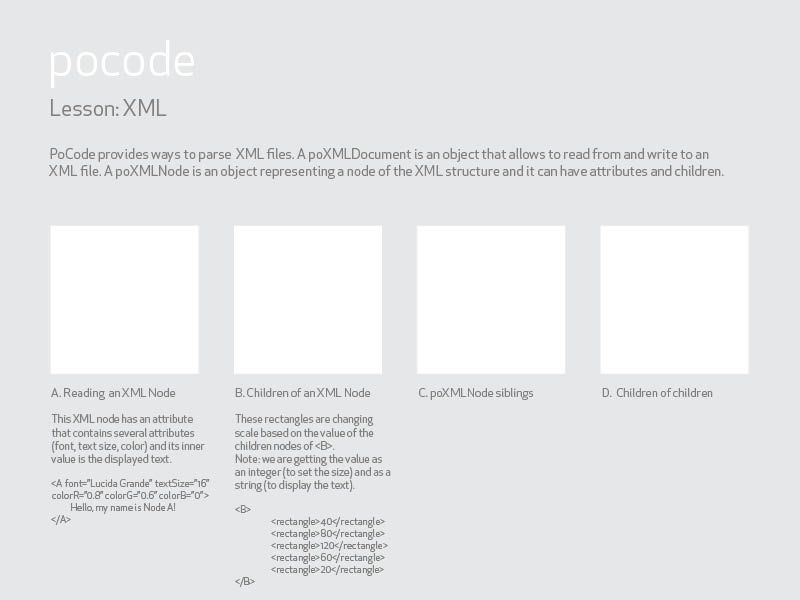 pocode
Lesson: XML
PoCode provides ways to parse XML files. A poXMLDocument is an object that allows to read from and write to an
XML file. A poXMLNode is an object representing a node of the XML structure and it can have attributes and children.
A. Reading an XML Node
This XML node has an attribute
that contains several attributes
(font, text size, color) and its inner
value is the displayed text.
<A font="Lucida Grande" textSize="16"
colorR="0.8" colorG="0.6" colorB="0">
Hello, my name is Node A!
</A>
B. Children of an XML Node
These rectangles are changing
scale based on the value of the
children nodes of <B>.
Note: we are getting the value as
an integer (to set the size) and as a
string (to display the text).
<B>
<rectangle>40</rectangle>
<rectangle>80</rectangle>
<rectangle>120</rectangle>
<rectangle>60</rectangle>
<rectangle>20</rectangle>
</B>
C. poXMLNode siblings
D. Children of children